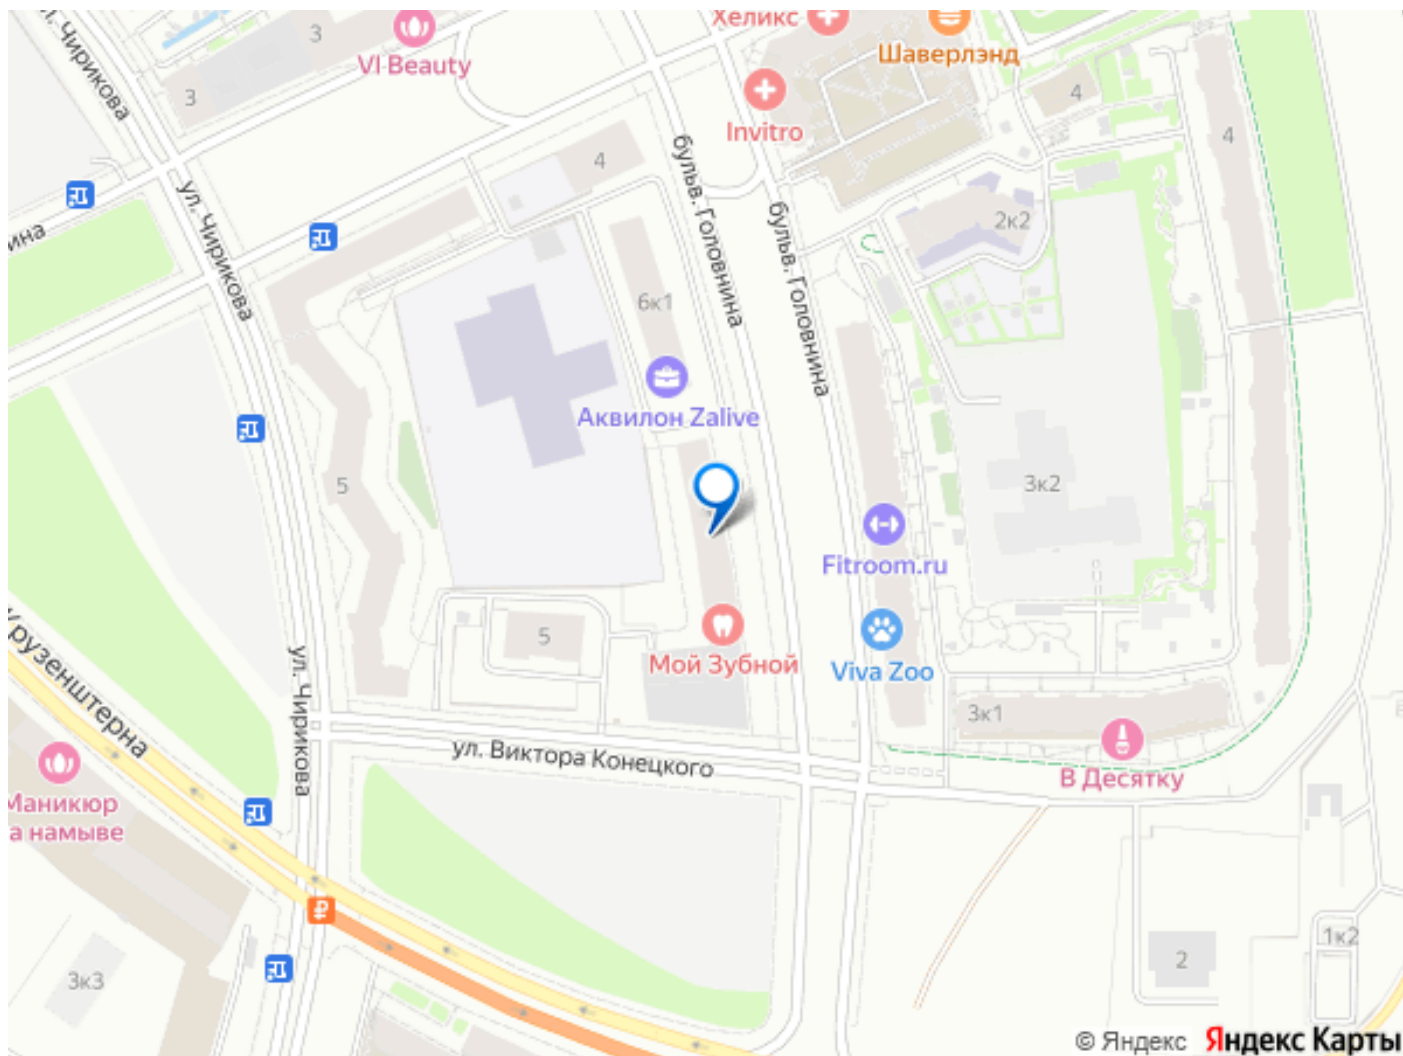 Хеликс
Шаверлэнд
ул. Чирикова
3
VI Beauty
3
Invitro
4
4
4
бульв. Головнина
ул. Чирикова
бульв. Головнина
2к2
ина
6к1
Аквилон Zalive
5
3к2
Fitroom.ru
5
Мой Зубной
Viva Zoo
Крузенштерна
ул. Чирикова
3к1
ул. Виктора Конецкого
В Десятку
Маникюр
а намыве
1к2
2
3к3
© Яндекс Яндекс Карты